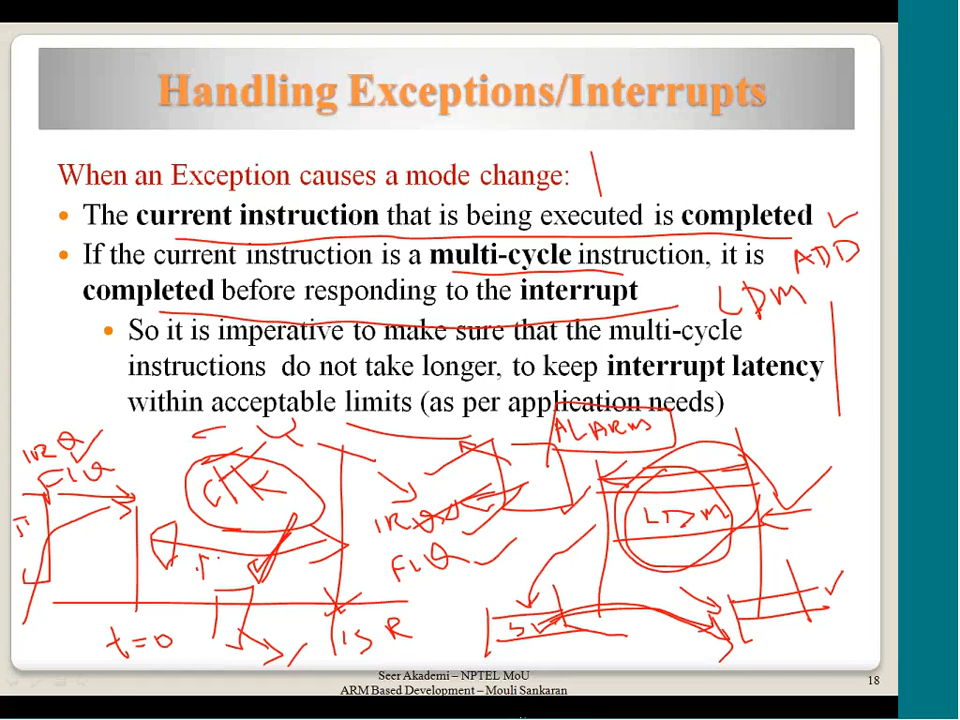 Handling Exceptions/Interrupts
When an Exception causes a mode change:
• The current instruction that is being executed is completed
• If the current instruction is a multi-cycle instruction, it is
ADD
completed before responding to the interrupt
LDM
• So it is imperative to make sure that the multi-cycle
instructions do not take longer, to keep interrupt latency
within acceptable limits (as per application needs)
ALARM
IRQ
FIQ
CHK
IRQ
LDM
FIQ
t=0
ISR
Seer Akademi – NPTEL MoU
ARM Based Development – Mouli Sankaran
18